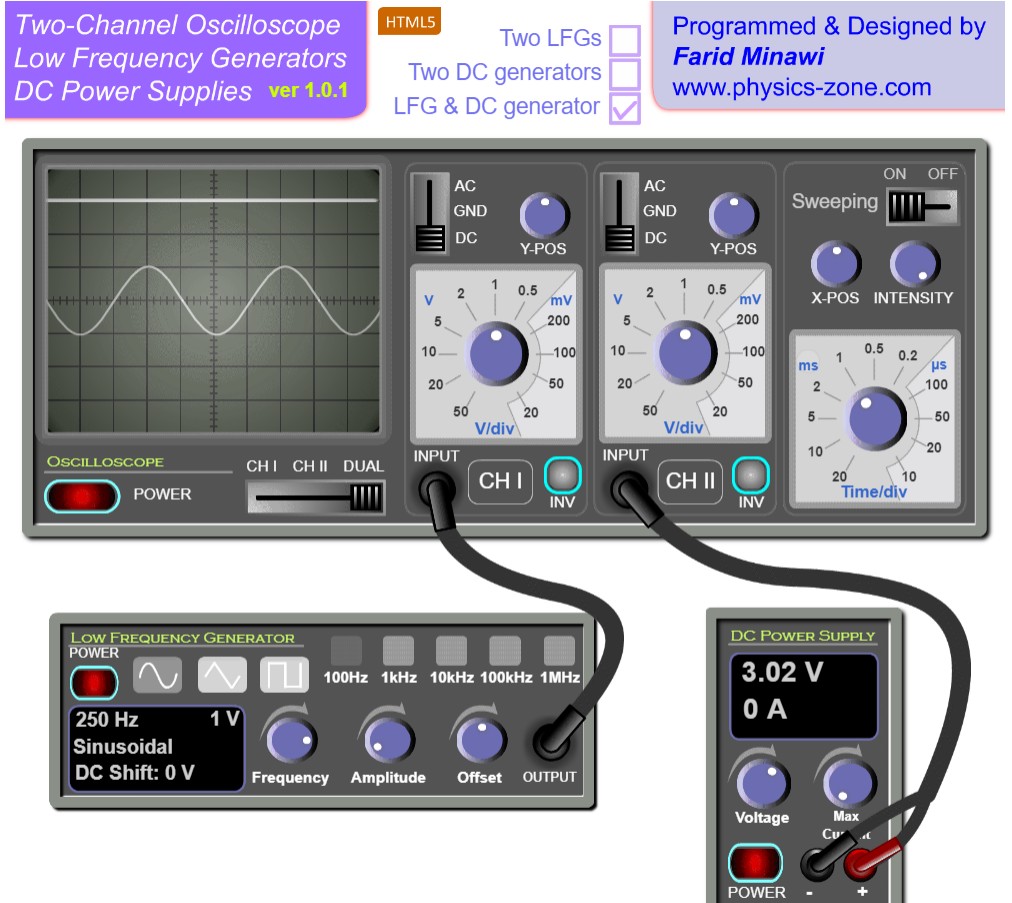 Two-Channel Oscilloscope
Low Frequency Generators
DC Power Supplies ver 1.0.1
HTML5
Two LFGs
Two DC generators
LFG & DC generator
Programmed & Designed by
Farid Minawi
www.physics-zone.com
AC
GND
DC
Y-POS
AC
GND
DC
Y-POS
ON OFF
Sweeping
X-POS INTENSITY
V 2 1 0.5 mV
5 200
10 100
20 50
50 20
V/div
V 2 1 0.5 mV
5 200
10 100
20 50
50 20
V/div
ms 1 0.5 0.2 µs
2 100
5 50
10 20
20 10
Time/div
OSCILLOSCOPE
POWER
CH I CH II DUAL
INPUT
CH I
INV
INPUT
CH II
INV
LOW FREQUENCY GENERATOR
POWER
100Hz 1kHz 10kHz 100kHz 1MHz
250 Hz 1 V
Sinusoidal
DC Shift: 0 V
Frequency Amplitude Offset OUTPUT
DC POWER SUPPLY
3.02 V
0 A
Voltage Max
POWER - +